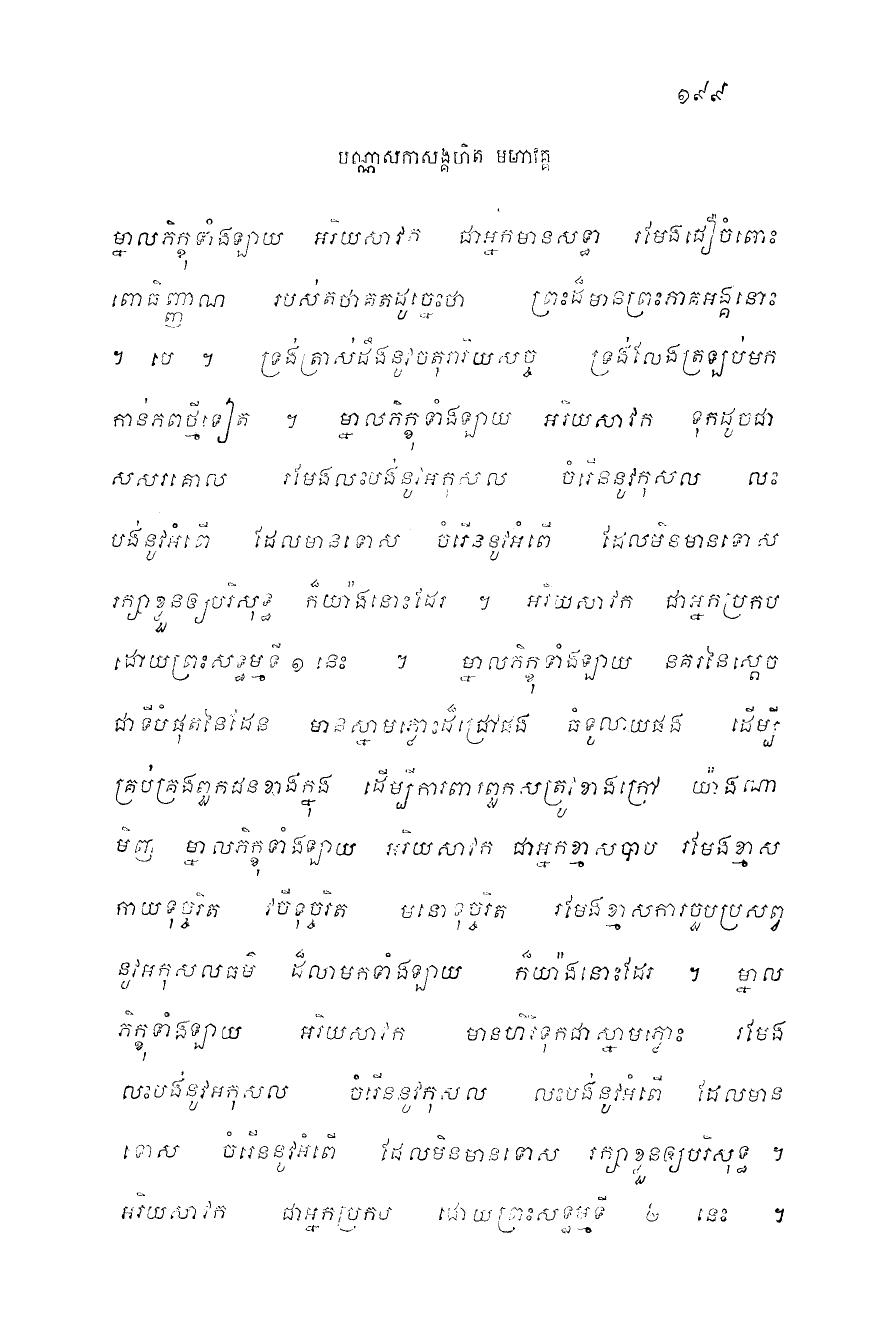 ១៩៩
បណ្ណាសកាសង្គហិត មហាវគ្គ
ម្នាលភិក្ខុទាំងឡាយ អរិយសាវក ជាអ្នកមានសទ្ធា រមែងជឿចំពោះ
ពោធិញ្ញាណ របស់តថាគតដូច្នេះថា ព្រះដ៏មានព្រះភាគអង្គនោះ
។ បេ ។ ទ្រង់ត្រាស់ដឹងនូវចតុរារិយសច្ច ទ្រង់លែងត្រឡប់មក
កាន់ភពថ្មីទៀត ។ ម្នាលភិក្ខុទាំងឡាយ អរិយសាវក ទុកដូចជា
សសរគោល រមែងលះបង់នូវអកុសល ចំរើននូវកុសល លះ
បង់នូវអំពើ ដែលមានទោស ចំរើននូវអំពើ ដែលមិនមានទោស
រក្សាខ្លួនឲ្យបរិសុទ្ធ ក៏យ៉ាងនោះដែរ ។ អរិយសាវក ជាអ្នកប្រកប
ដោយព្រះសទ្ធម្មទី ១ នេះ ។ ម្នាលភិក្ខុទាំងឡាយ នគរនៃស្តេច
ជាទីបំផុតនៃដែន មានស្នាមភ្លោះដ៏ជ្រៅផង ធំទូលាយផង ដើម្បី
គ្រប់គ្រងពួកជនខាងក្នុង ដើម្បីការពារពួកសត្រូវខាងក្រៅ យ៉ាងណា
មិញ ម្នាលភិក្ខុទាំងឡាយ អរិយសាវក ជាអ្នកខ្មាសបាប រមែងខ្មាស
កាយទុច្ចរិត វចីទុច្ចរិត មនោទុច្ចរិត រមែងខ្មាសការចួបប្រសព្វ
នូវអកុសលធម៌ ដ៏លាមកទាំងឡាយ ក៏យ៉ាងនោះដែរ ។ ម្នាល
ភិក្ខុទាំងឡាយ អរិយសាវក មានហិរិទុកជាស្នាមភ្លោះ រមែង
លះបង់នូវអកុសល ចំរើននូវកុសល លះបង់នូវអំពើ ដែលមាន
ទោស ចំរើននូវអំពើ ដែលមិនមានទោស រក្សាខ្លួនឲ្យបរិសុទ្ធ ។
អរិយសាវក ជាអ្នកប្រកប ដោយព្រះសទ្ធម្មទី ២ នេះ ។